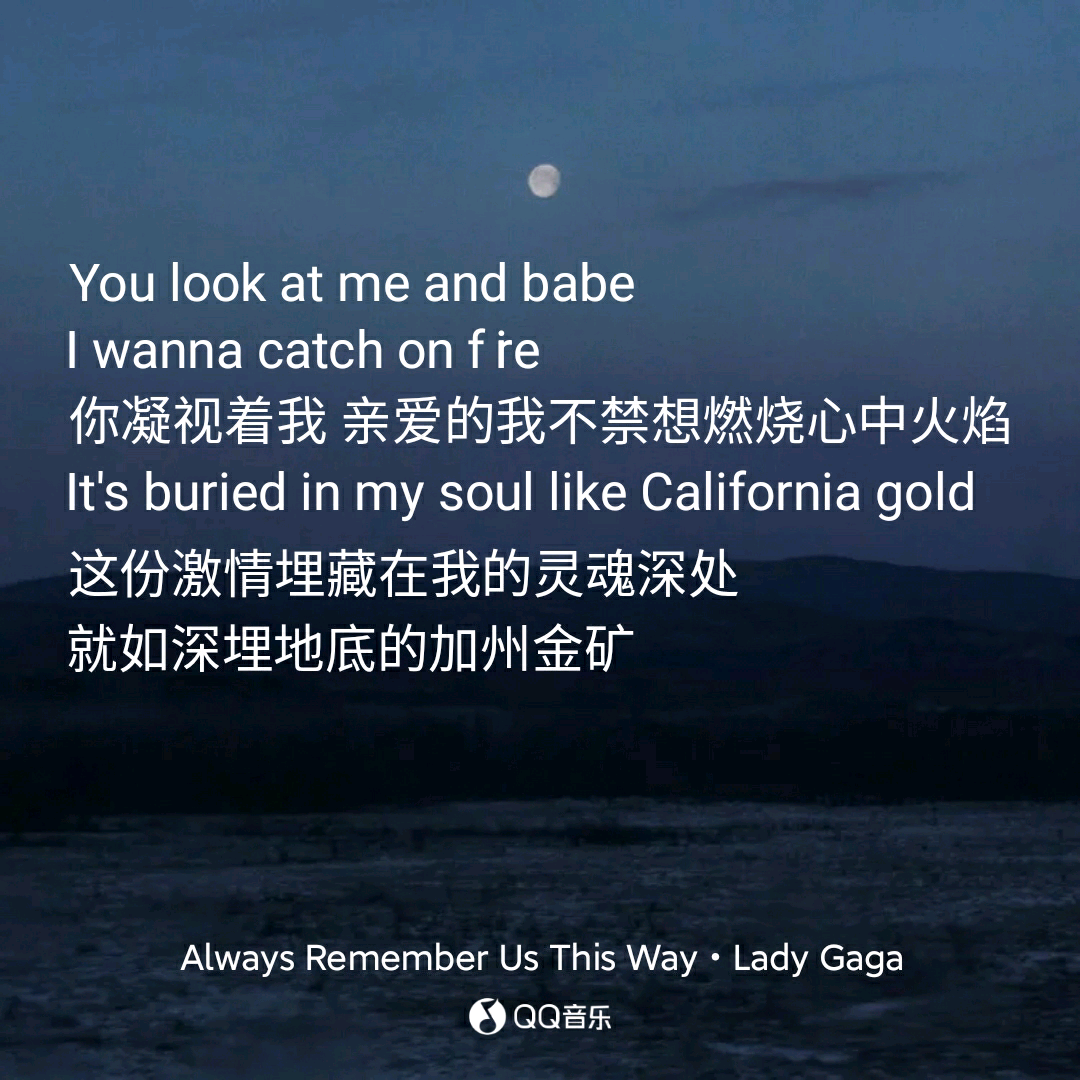 You look at me and babe
I wanna catch on fire
你凝视着我 亲爱的我不禁想燃烧心中火焰
It's buried in my soul like California gold
这份激情埋藏在我的灵魂深处
就如深埋地底的加州金矿
Always Remember Us This Way • Lady Gaga
QQ音乐